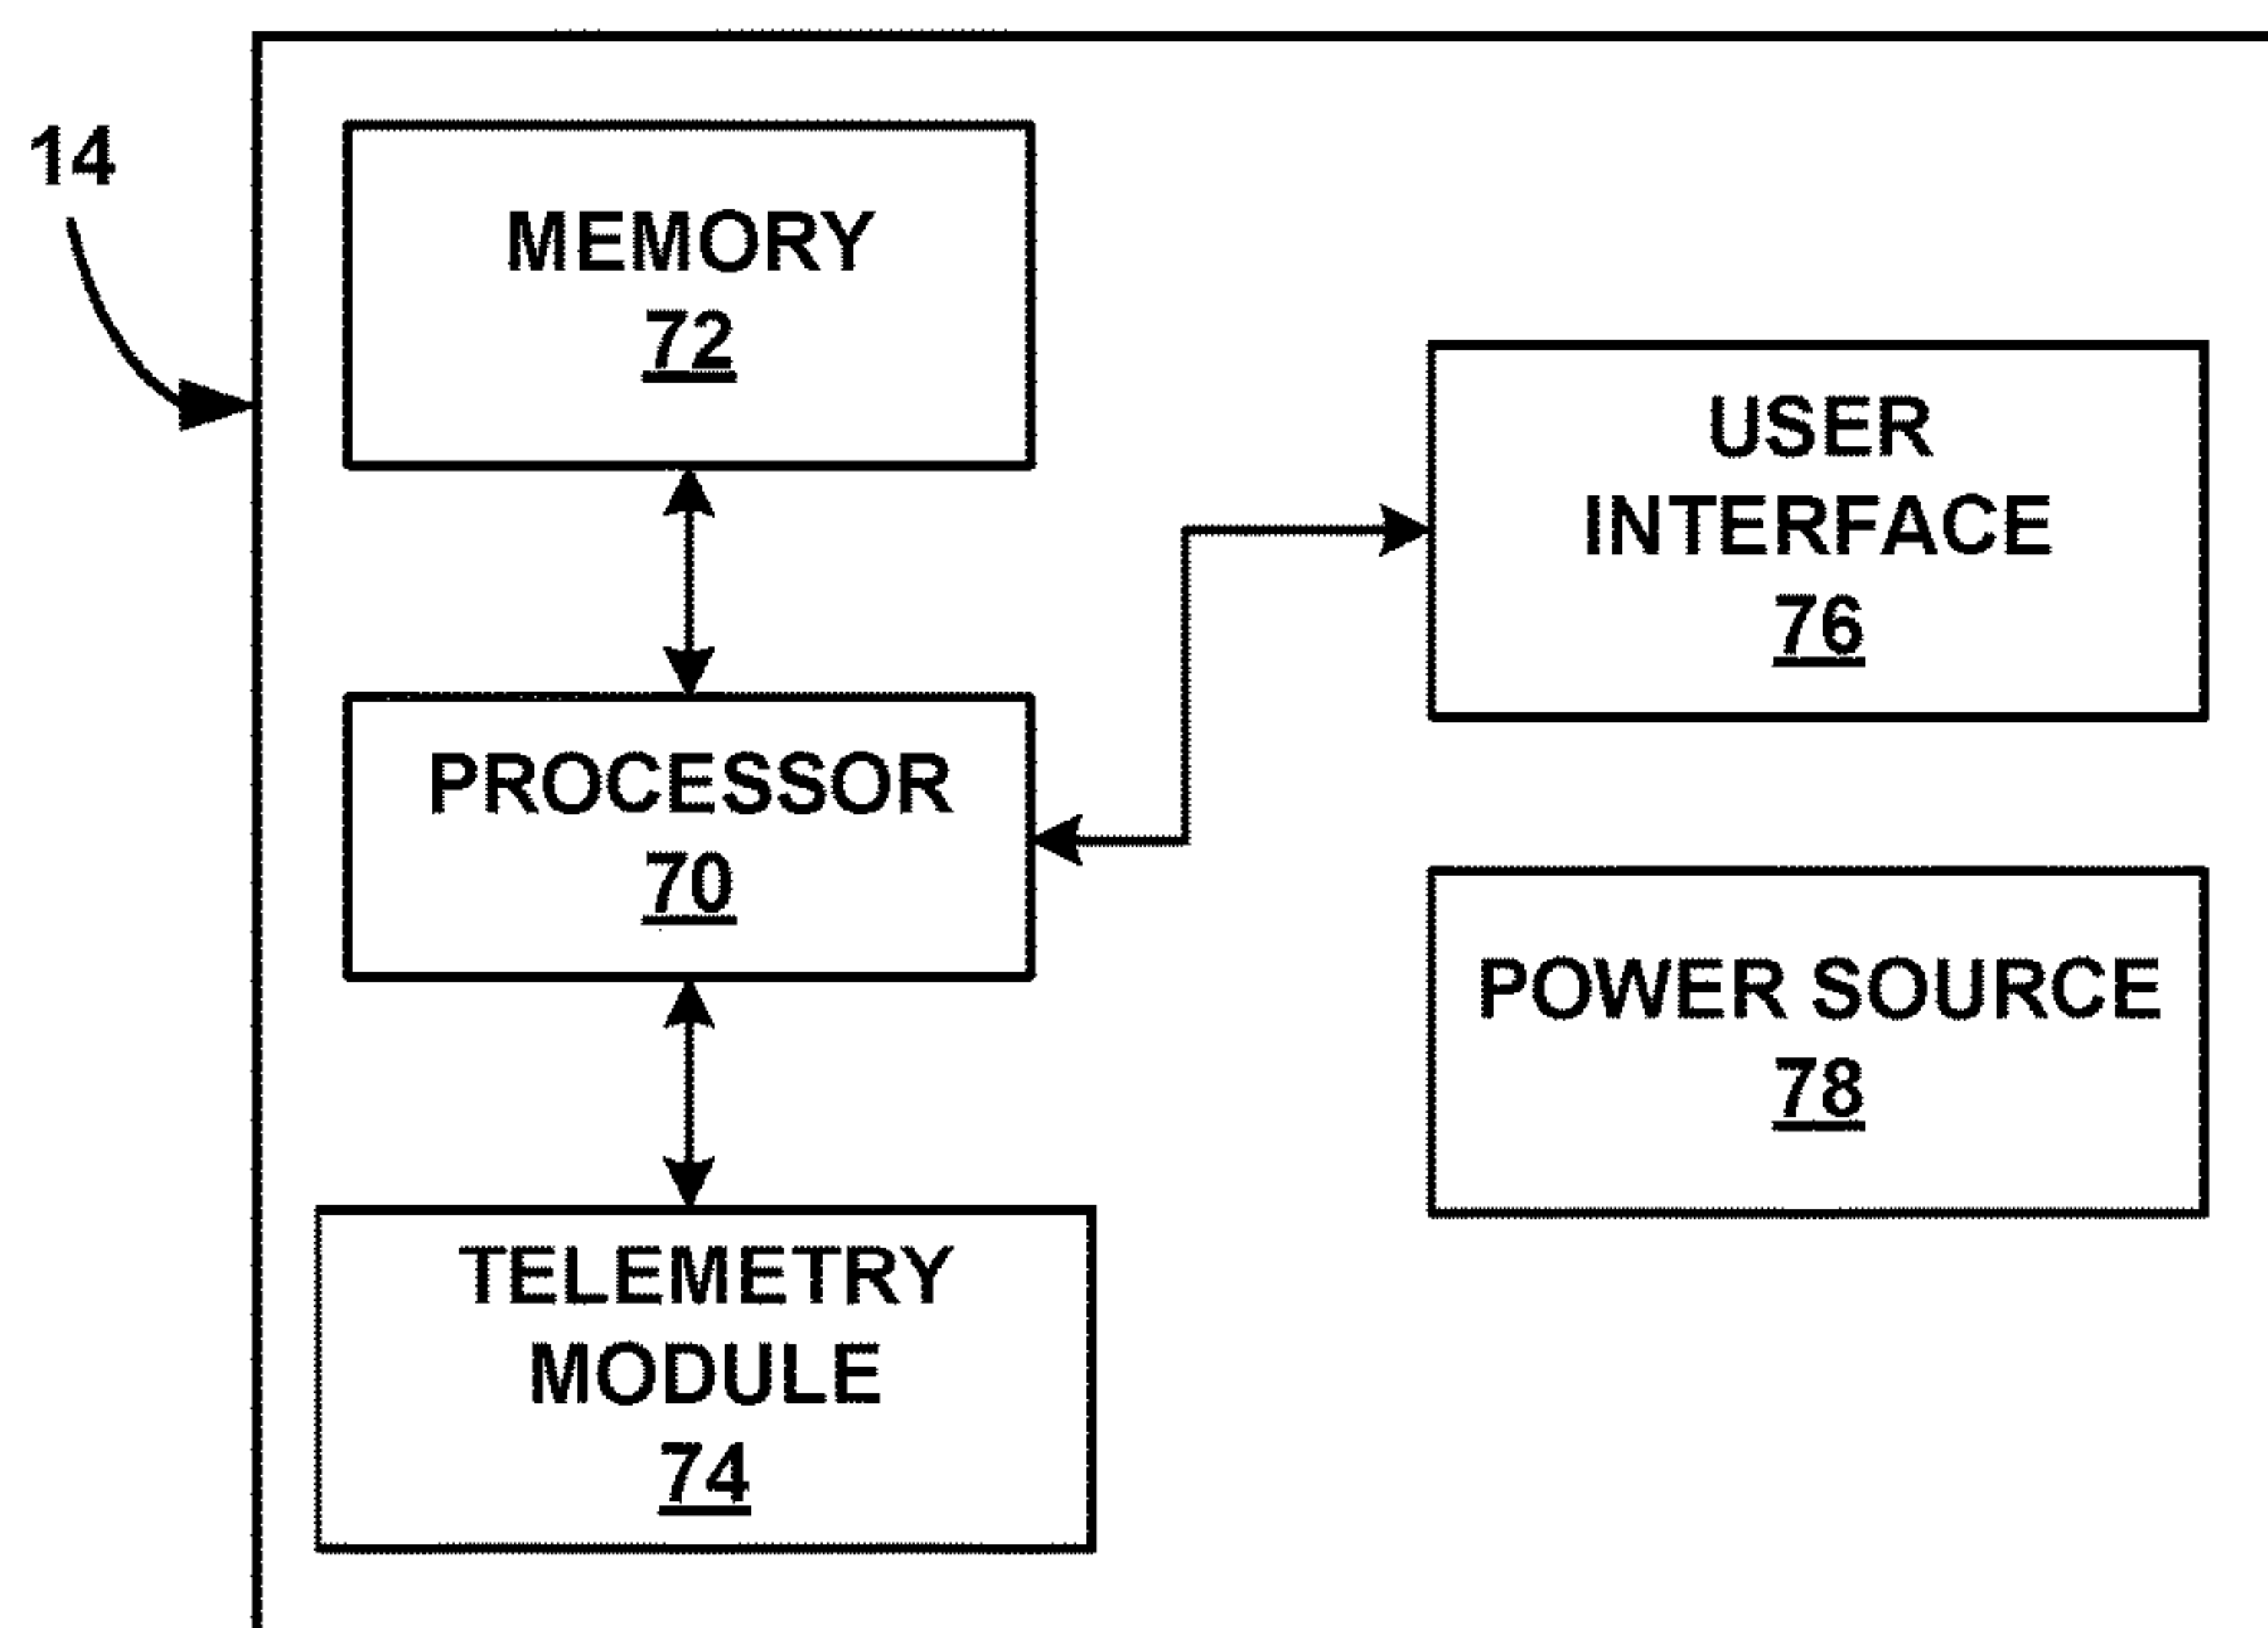 14
MEMORY
72
USER
INTERFACE
76
PROCESSOR
70
POWER SOURCE
78
TELEMETRY
MODULE
74